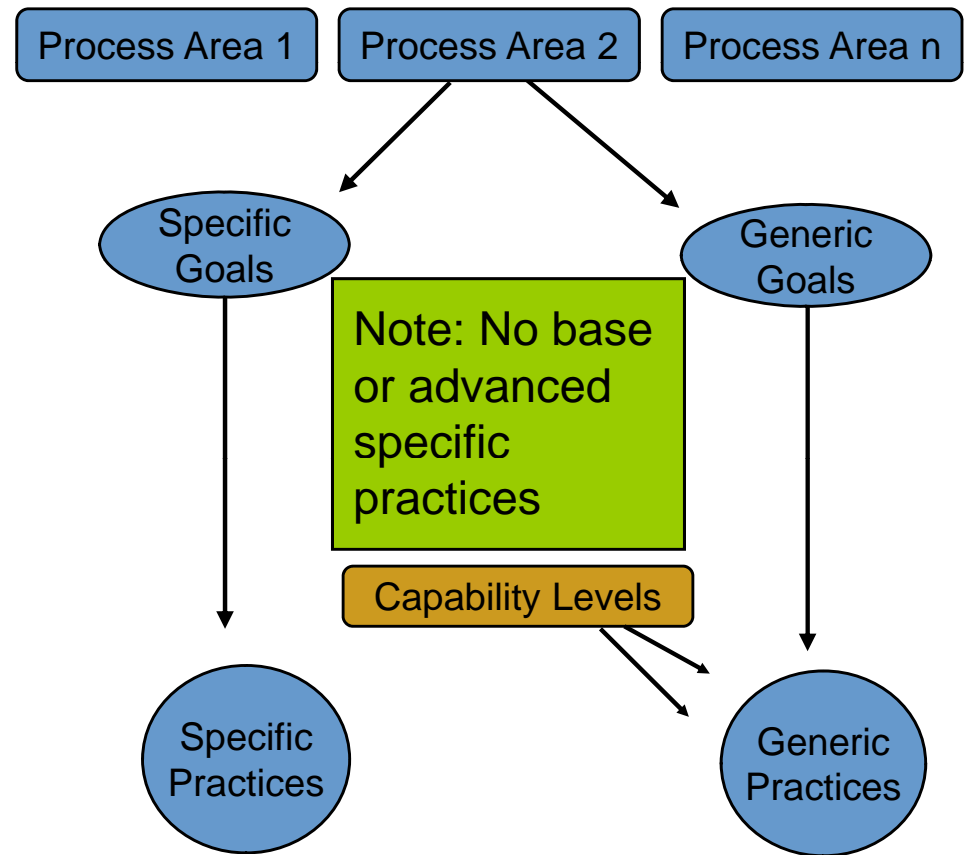 Process Area 1
Process Area 2
Process Area n
Specific
Goals
Generic
Goals
Note: No base
or advanced
specific
practices
Capability Levels
Specific
Practices
Generic
Practices